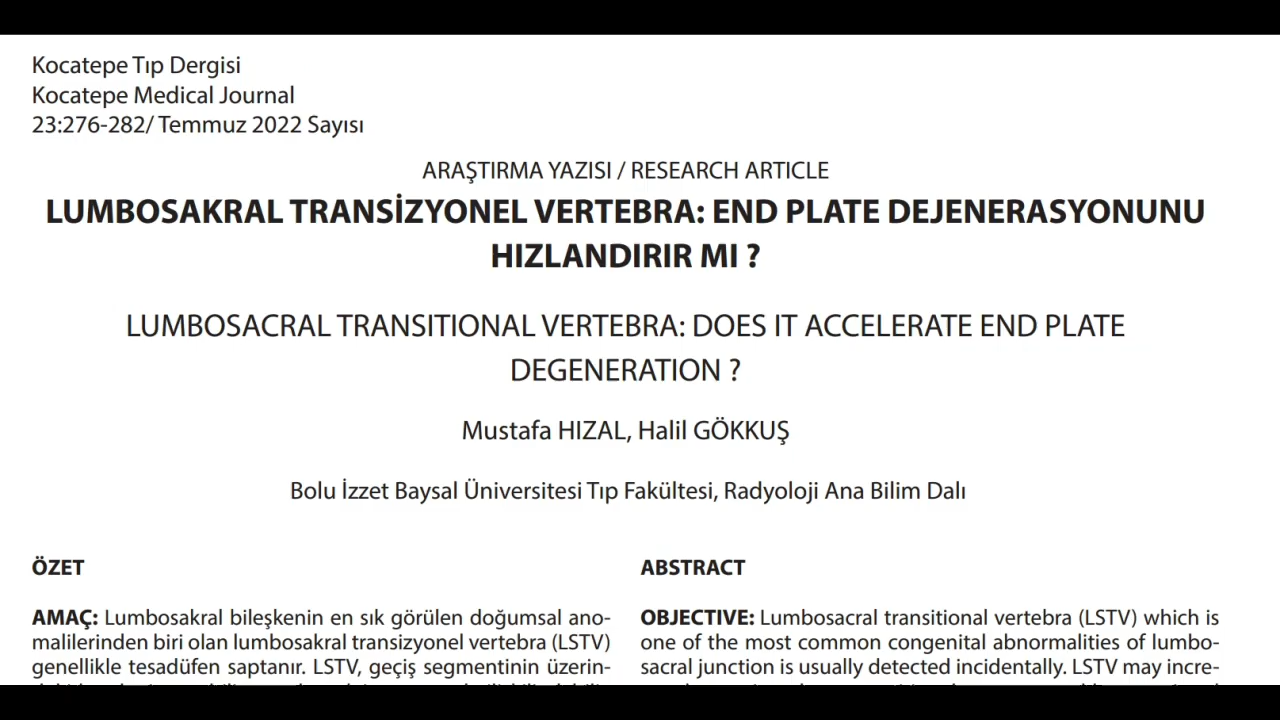 Kocatepe Tıp Dergisi
Kocatepe Medical Journal
23:276-282/ Temmuz 2022 Sayısı
ARAŞTIRMA YAZISI / RESEARCH ARTICLE
LUMBOSAKRAL TRANSİZYONEL VERTEBRA: END PLATE DEJENERASYONUNU
HIZLANDIRIR MI ?
LUMBOSACRAL TRANSITIONAL VERTEBRA: DOES IT ACCELERATE END PLATE
DEGENERATION ?
Mustafa HIZAL, Halil GÖKKUŞ
Bolu İzzet Baysal Üniversitesi Tıp Fakültesi, Radyoloji Ana Bilim Dalı
ÖZET
AMAÇ: Lumbosakral bileşkenin en sık görülen doğumsal ano-
malilerinden biri olan lumbosakral transizyonel vertebra (LSTV)
genellikle tesadüfen saptanır. LSTV, geçiş segmentinin üzerin-
ABSTRACT
OBJECTIVE: Lumbosacral transitional vertebra (LSTV) which is
one of the most common congenital abnormalities of lumbo-
sacral junction is usually detected incidentally. LSTV may incre-